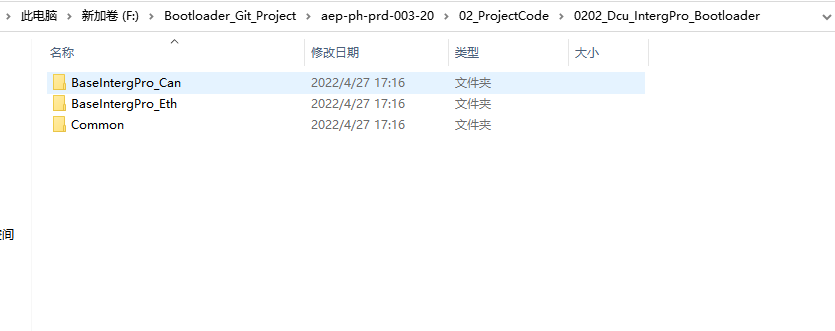 此电脑 › 新加卷 (F:) › Bootloader_Git_Project › aep-ph-prd-003-20 › 02_ProjectCode › 0202_Dcu_IntergPro_Bootloader
名称 修改日期 类型 大小
BaseIntergPro_Can 2022/4/27 17:16 文件夹
BaseIntergPro_Eth 2022/4/27 17:16 文件夹
Common 2022/4/27 17:16 文件夹
间